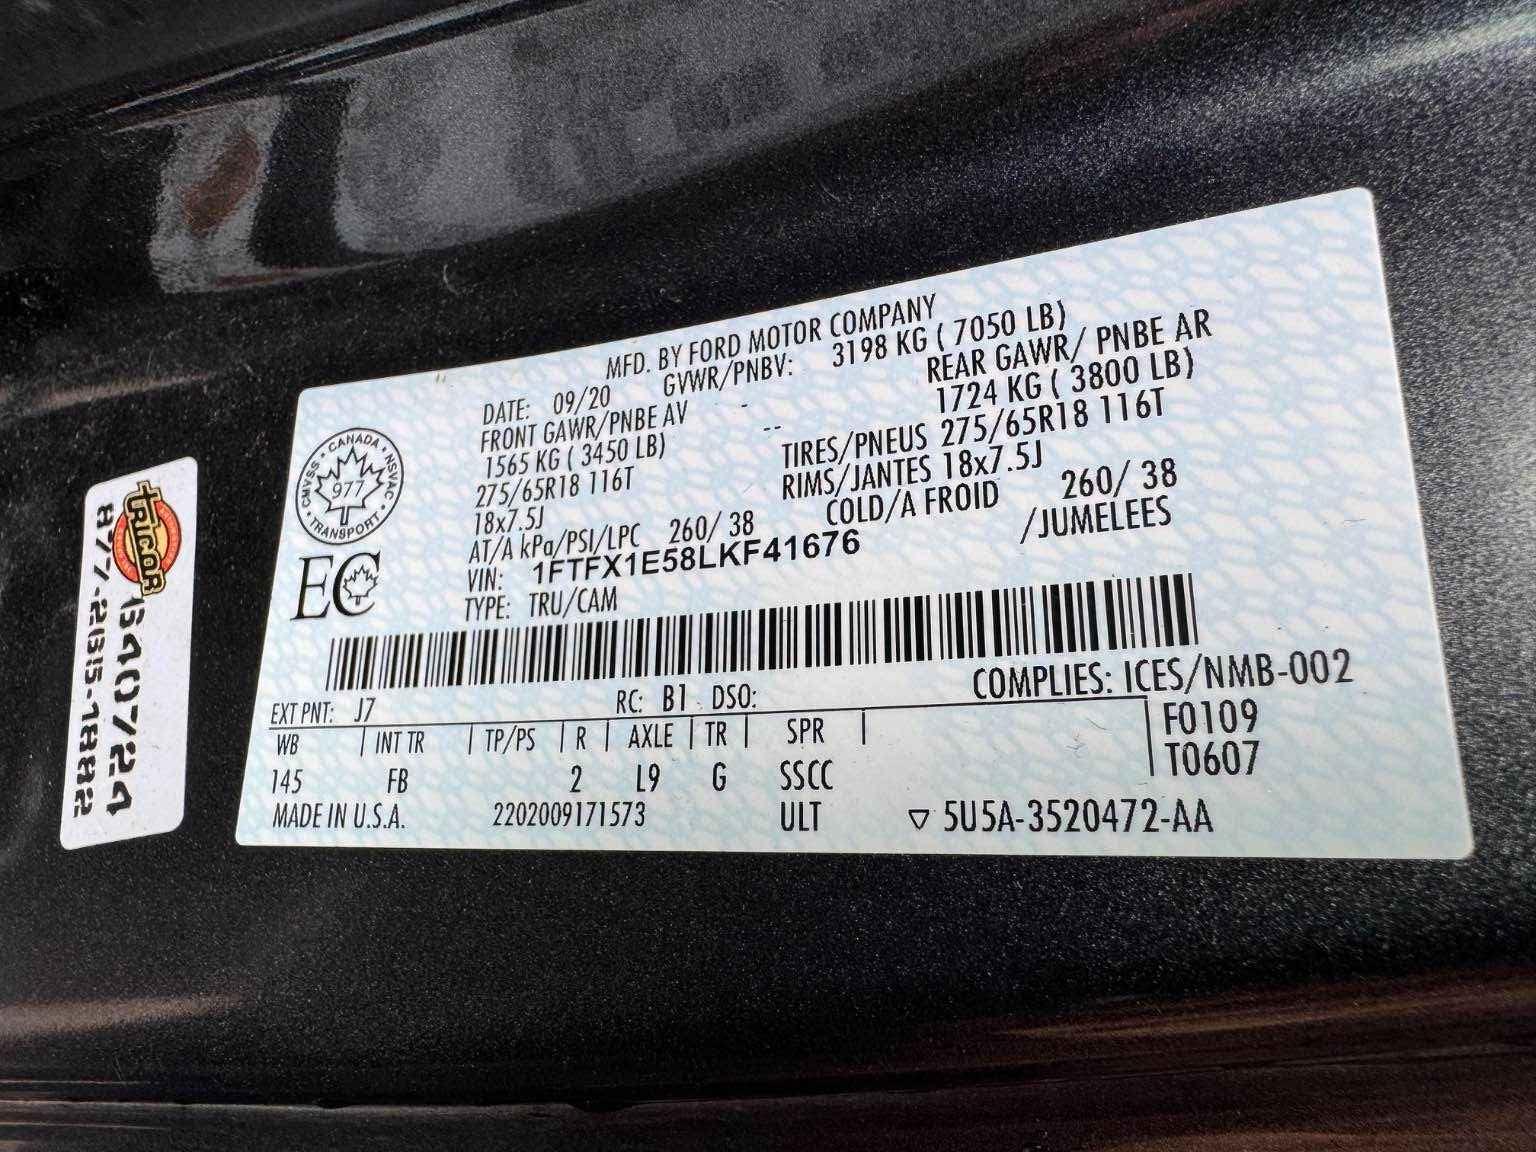 MFD. BY FORD MOTOR COMPANY
DATE: 09/20 GVWR/PNBV: 3198 KG ( 7050 LB)
FRONT GAWR/PNBE AV - REAR GAWR/ PNBE AR
1565 KG ( 3450 LB) -- 1724 KG ( 3800 LB)
275/65R18 116T TIRES/PNEUS 275/65R18 116T
18x7.5J RIMS/JANTES 18x7.5J
AT/A kPa/PSI/LPC 260/ 38 COLD/A FROID 260/ 38
VIN: 1FTFX1E58LKF41676 /JUMELEES
TYPE: TRU/CAM
CANADA
CMVSS NSVAC
977
TRANSPORT
EC
EXT PNT: J7 RC: B1 DSO: COMPLIES: ICES/NMB-002
WB | INT TR | TP/PS | R | AXLE | TR | SPR | F0109
145 FB 2 L9 G SSCC T0607
MADE IN U.S.A. 2202009171573 ULT ▽ 5U5A-3520472-AA
TRICOR
6407724
877-265-1882